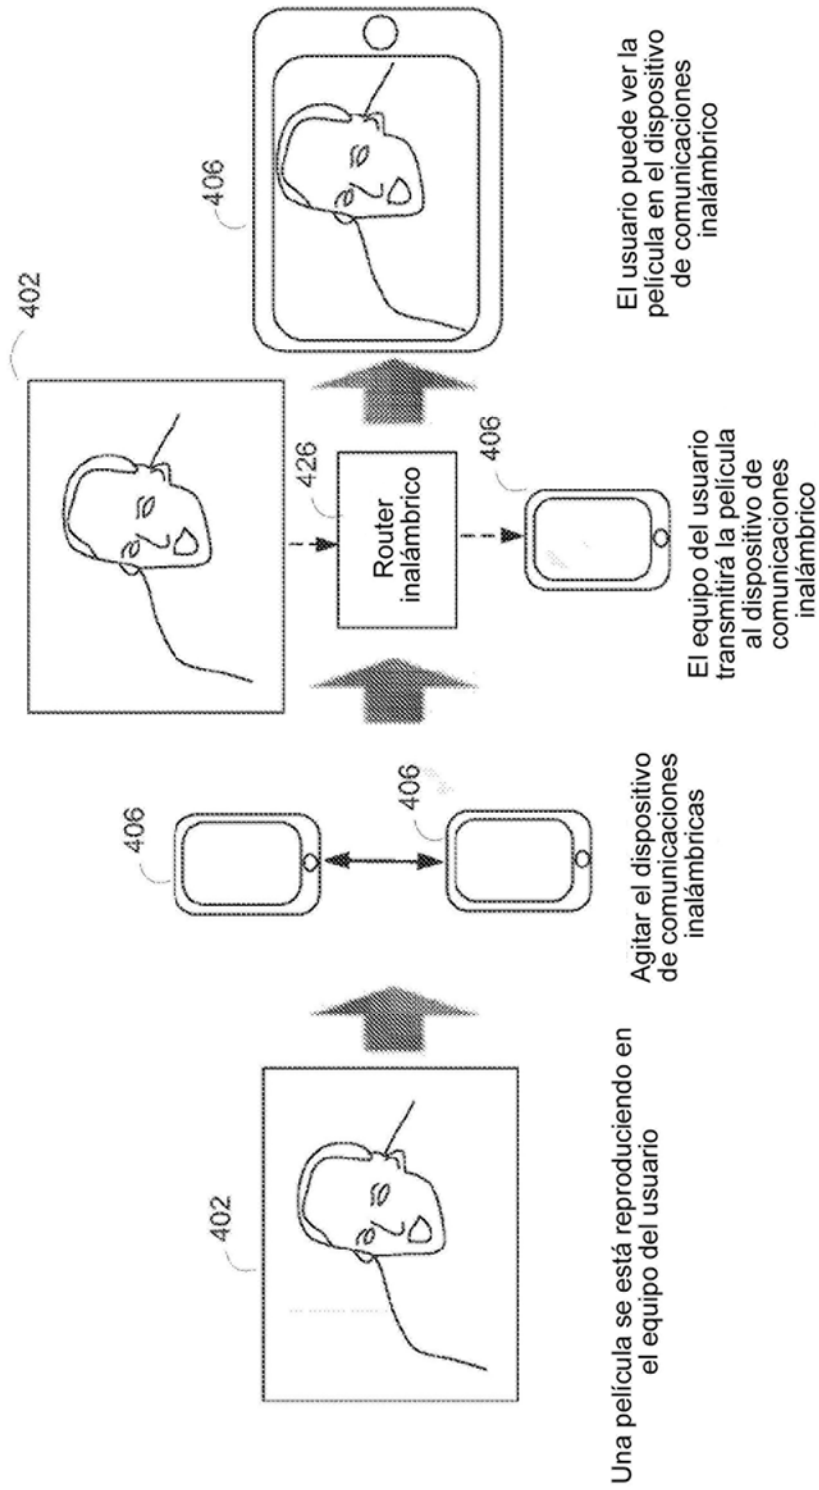 402
Una película se está reproduciendo en
el equipo del usuario
406
406
Agitar el dispositivo
de comunicaciones
inalámbricas
402
426
Router
inalámbrico
406
El equipo del usuario
transmitirá la película
al dispositivo de
comunicaciones
inalámbrico
406
El usuario puede ver la
película en el dispositivo
de comunicaciones
inalámbrico